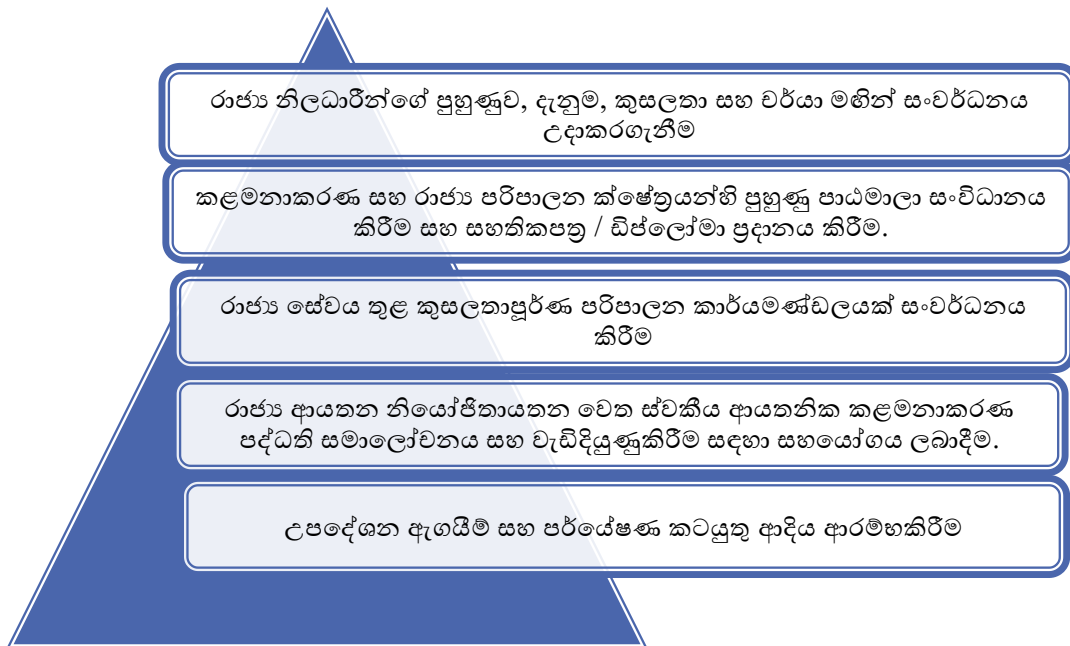 රාජ්‍ය නිලධාරීන්ගේ පුහුණුව, දැනුම, කුසලතා සහ චර්යා මඟින් සංවර්ධනය
උදාකරගැනීම
කළමනාකරණ සහ රාජ්‍ය පරිපාලන ක්ෂේත්‍රයන්හි පුහුණු පාඨමාලා සංවිධානය
කිරීම සහ සහතිකපත්‍ර / ඩිප්ලෝමා ප්‍රදානය කිරීම.
රාජ්‍ය සේවය තුළ කුසලතාපූර්ණ පරිපාලන කාර්යමණ්ඩලයක් සංවර්ධනය
කිරීම
රාජ්‍ය ආයතන නියෝජිතායතන වෙත ස්වකීය ආයතනික කළමනාකරණ
පද්ධති සමාලෝචනය සහ වැඩිදියුණුකිරීම සඳහා සහයෝගය ලබාදීම.
උපදේශන ඇගයීම් සහ පර්යේෂණ කටයුතු ආදිය ආරම්භකිරීම